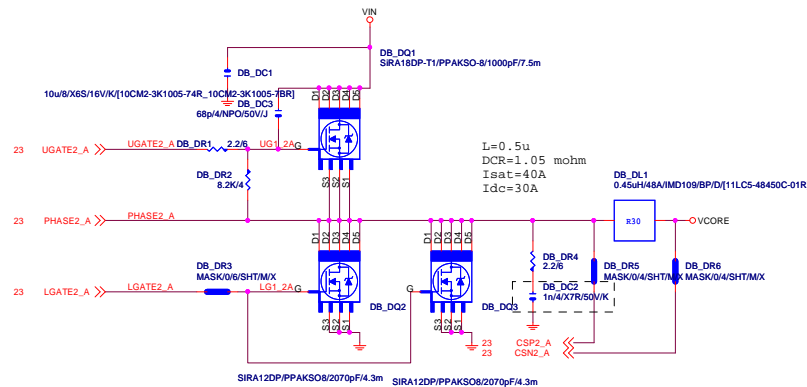 VIN
DB_DQ1
SiRA18DP-T1/PPAKSO-8/1000pF/7.5m
DB_DC1
10u/8/X6S/16V/K/[10CM2-3K1005-74R_10CM2-3K1005-7BR]
DB_DC3
68p/4/NPO/50V/J
D1 D2 D3 D4 D5
23 UGATE2_A UGATE2_A DB_DR1 2.2/6 UG1_2A G
DB_DR2
8.2K/4
S3 S2 S1
L=0.5u
DCR=1.05 mohm
Isat=40A
Idc=30A
DB_DL1
0.45uH/48A/IMD109/BP/D/[11LC5-48450C-01R
23 PHASE2_A PHASE2_A
R30
VCORE
D1 D2 D3 D4 D5
D1 D2 D3 D4 D5
DB_DR3
MASK/0/6/SHT/M/X
DB_DR4
2.2/6
DB_DR5
MASK/0/4/SHT/M/X
DB_DR6
MASK/0/4/SHT/M/X
23 LGATE2_A LGATE2_A LG1_2A G
G
DB_DQ2
DB_DQ3
DB_DC2
1n/4/X7R/50V/K
S3 S2 S1
S3 S2 S1
23 CSP2_A
23 CSN2_A
SIRA12DP/PPAKSO8/2070pF/4.3m
SIRA12DP/PPAKSO8/2070pF/4.3m